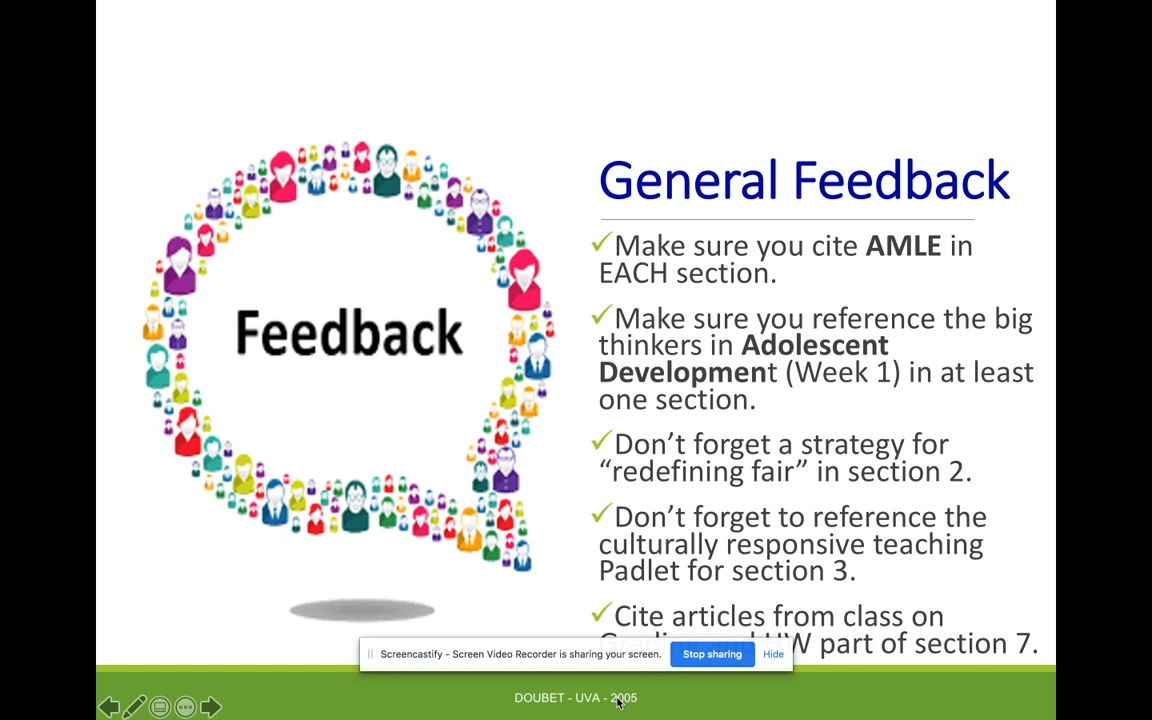 General Feedback
Feedback
✓Make sure you cite AMLE in
EACH section.
✓Make sure you reference the big
thinkers in Adolescent
Development (Week 1) in at least
one section.
✓Don’t forget a strategy for
“redefining fair” in section 2.
✓Don’t forget to reference the
culturally responsive teaching
Padlet for section 3.
✓Cite articles from class on
HW part of section 7.
Screencastify - Screen Video Recorder is sharing your screen.
Stop sharing
Hide
DOUBET - UVA - 2005